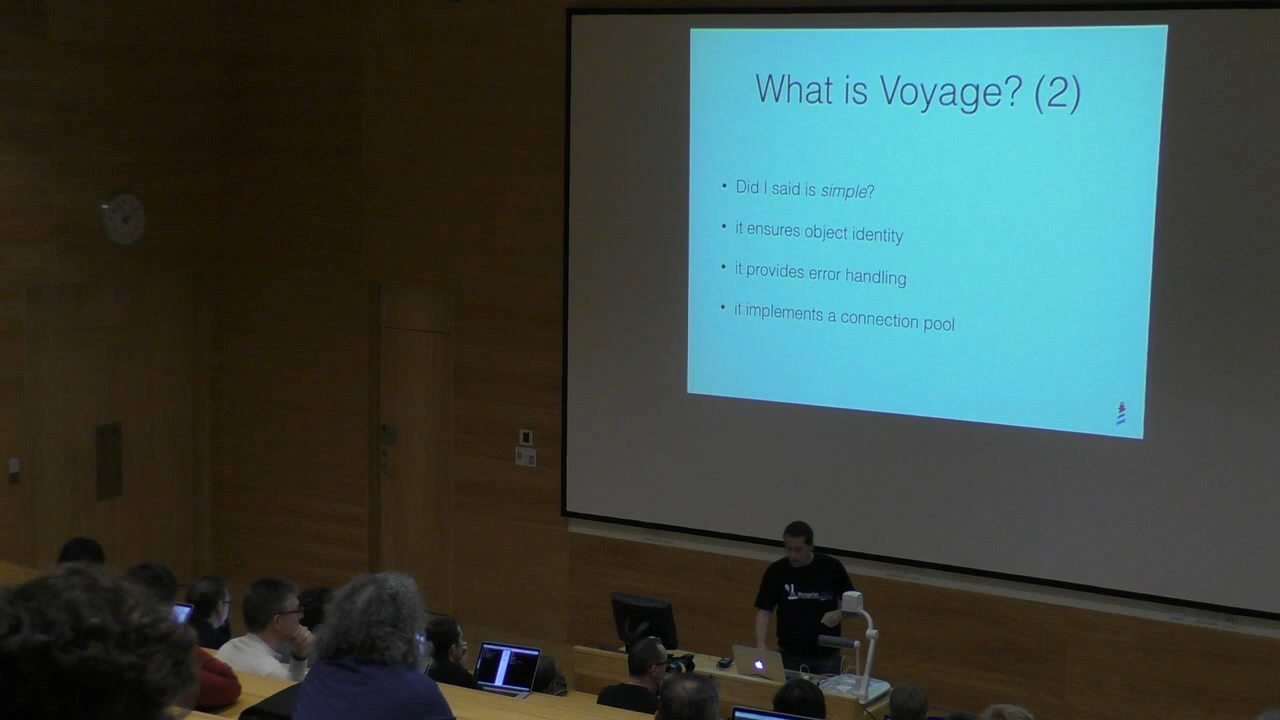 What is Voyage? (2)
• Did I said is simple?
• it ensures object identity
• it provides error handling
• it implements a connection pool